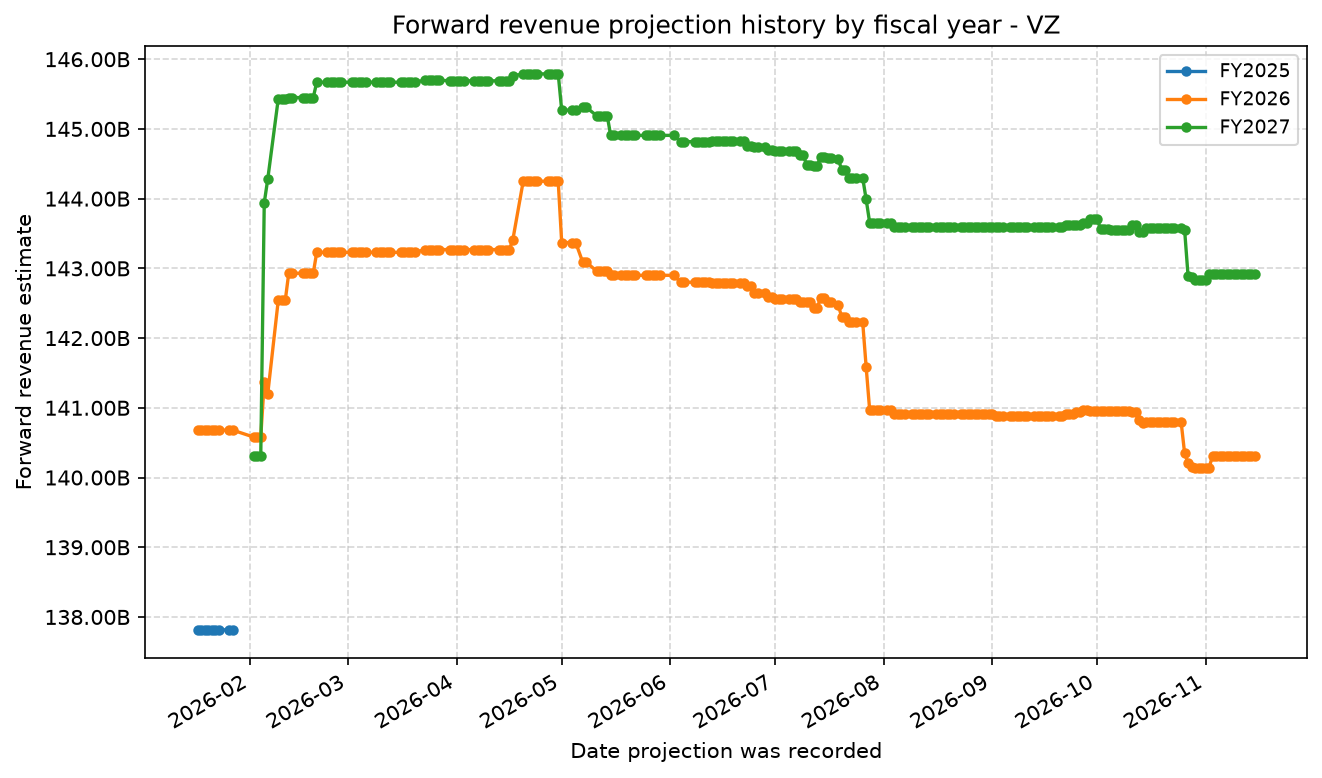 Forward revenue projection history by fiscal year - VZ
Forward revenue estimate
146.00B
145.00B
144.00B
143.00B
142.00B
141.00B
140.00B
139.00B
138.00B
FY2025
FY2026
FY2027
2026-02
2026-03
2026-04
2026-05
2026-06
2026-07
2026-08
2026-09
2026-10
2026-11
Date projection was recorded